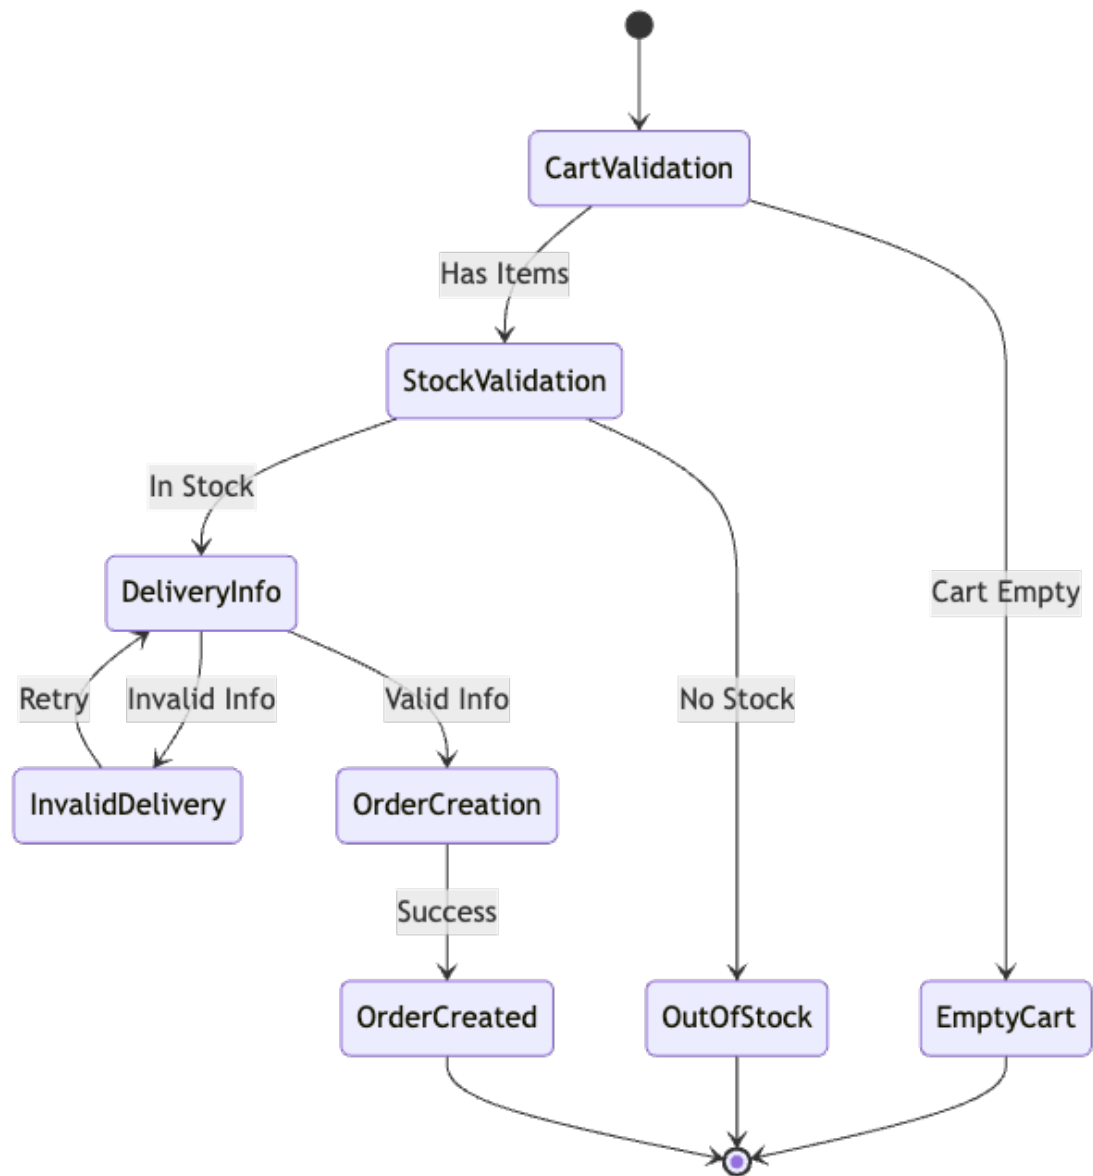 CartValidation
Has Items
StockValidation
In Stock
DeliveryInfo
Cart Empty
Retry
Invalid Info
Valid Info
No Stock
InvalidDelivery
OrderCreation
Success
OrderCreated
OutOfStock
EmptyCart